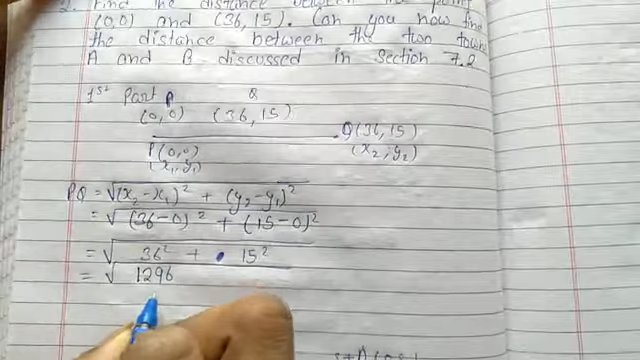 2. Find the distance between the point
(0,0) and (36,15). Can you now find
the distance between the two towns
A and B discussed in Section 7.2
1st Part P Q
(0,0) (36,15)
P(0,0) Q(36,15)
(x₁,y₁) (x₂,y₂)
PQ = √(x₂-x₁)² + (y₂-y₁)²
= √(36-0)² + (15-0)²
= √36² + 15²
= √1296